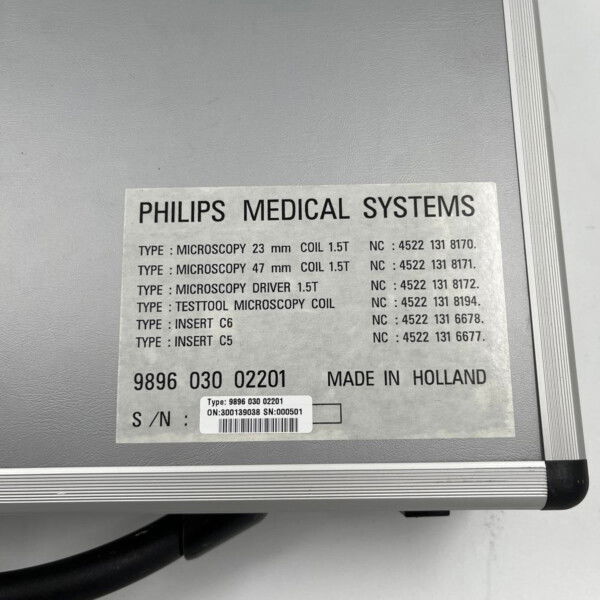 PHILIPS MEDICAL SYSTEMS
TYPE : MICROSCOPY 23 mm COIL 1.5T NC : 4522 131 8170.
TYPE : MICROSCOPY 47 mm COIL 1.5T NC : 4522 131 8171.
TYPE : MICROSCOPY DRIVER 1.5T NC : 4522 131 8172.
TYPE : TESTTOOL MICROSCOPY COIL NC : 4522 131 8194.
TYPE : INSERT C6 NC : 4522 131 6678.
TYPE : INSERT C5 NC : 4522 131 6677.
9896 030 02201 MADE IN HOLLAND
S/N :
Type: 9896 030 02201
ON:300139038 SN:000501